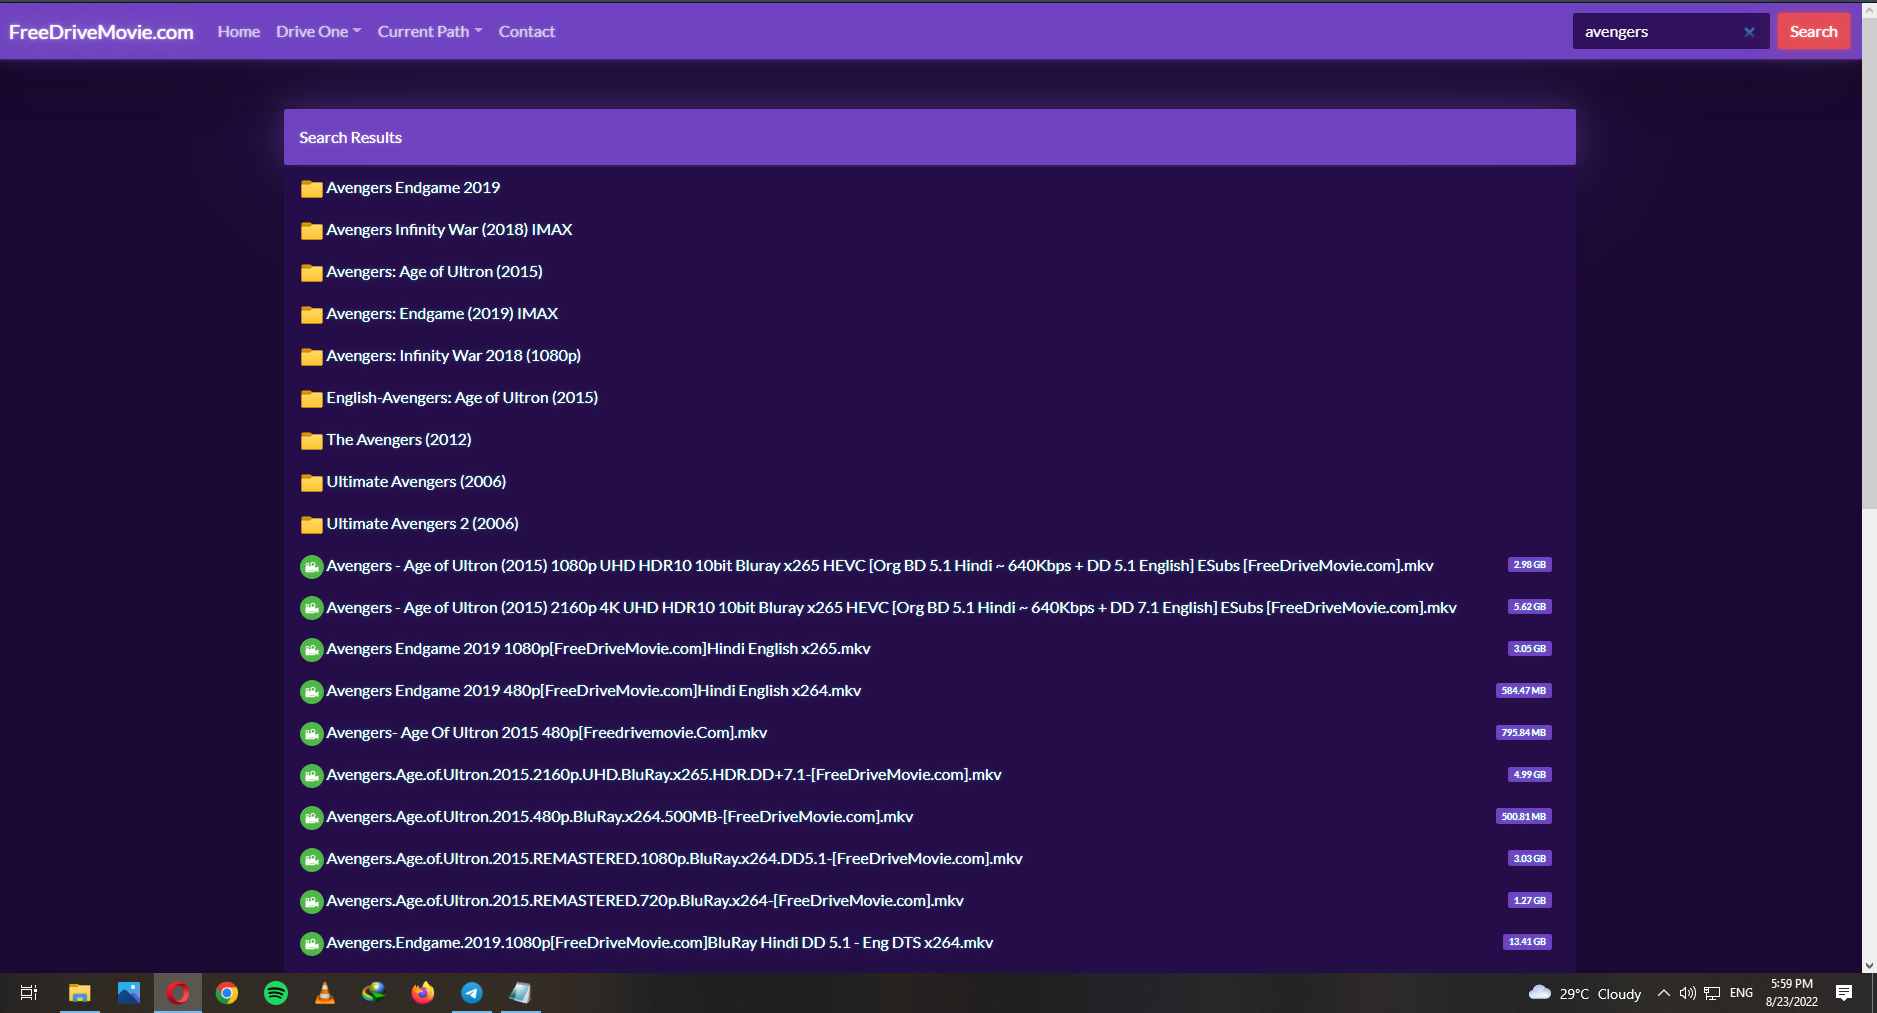 FreeDriveMovie.com Home Drive One Current Path Contact avengers Search
Search Results
Avengers Endgame 2019
Avengers Infinity War (2018) IMAX
Avengers: Age of Ultron (2015)
Avengers: Endgame (2019) IMAX
Avengers: Infinity War 2018 (1080p)
English-Avengers: Age of Ultron (2015)
The Avengers (2012)
Ultimate Avengers (2006)
Ultimate Avengers 2 (2006)
Avengers - Age of Ultron (2015) 1080p UHD HDR10 10bit Bluray x265 HEVC [Org BD 5.1 Hindi ~ 640Kbps + DD 5.1 English] ESubs [FreeDriveMovie.com].mkv 2.98 GB
Avengers - Age of Ultron (2015) 2160p 4K UHD HDR10 10bit Bluray x265 HEVC [Org BD 5.1 Hindi ~ 640Kbps + DD 7.1 English] ESubs [FreeDriveMovie.com].mkv 5.62 GB
Avengers Endgame 2019 1080p[FreeDriveMovie.com]Hindi English x265.mkv 3.05 GB
Avengers Endgame 2019 480p[FreeDriveMovie.com]Hindi English x264.mkv 584.47 MB
Avengers- Age Of Ultron 2015 480p[Freedrivemovie.Com].mkv 795.84 MB
Avengers.Age.of.Ultron.2015.2160p.UHD.BluRay.x265.HDR.DD+7.1-[FreeDriveMovie.com].mkv 4.99 GB
Avengers.Age.of.Ultron.2015.480p.BluRay.x264.500MB-[FreeDriveMovie.com].mkv 500.81 MB
Avengers.Age.of.Ultron.2015.REMASTERED.1080p.BluRay.x264.DD5.1-[FreeDriveMovie.com].mkv 3.03 GB
Avengers.Age.of.Ultron.2015.REMASTERED.720p.BluRay.x264-[FreeDriveMovie.com].mkv 1.27 GB
Avengers.Endgame.2019.1080p[FreeDriveMovie.com]BluRay Hindi DD 5.1 - Eng DTS x264.mkv 13.41 GB
29°C Cloudy ENG 5:59 PM
8/23/2022